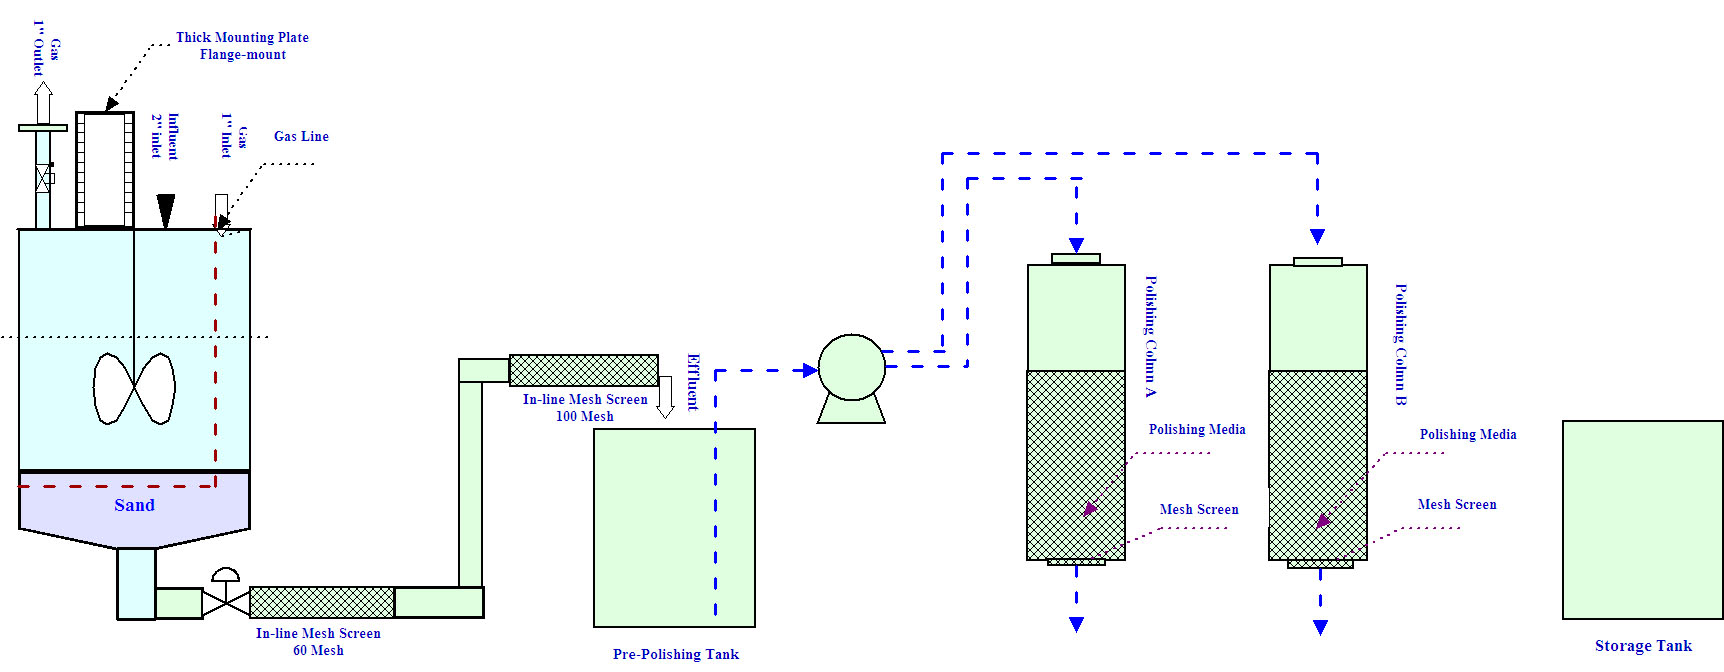 Gas
1" Outlet
Thick Mounting Plate
Flange-mount
Influent
2" inlet
Gas
1" Inlet
Gas Line
Sand
In-line Mesh Screen
60 Mesh
In-line Mesh Screen
100 Mesh
Effluent
Pre-Polishing Tank
Polishing Column A
Polishing Media
Mesh Screen
Polishing Column B
Polishing Media
Mesh Screen
Storage Tank